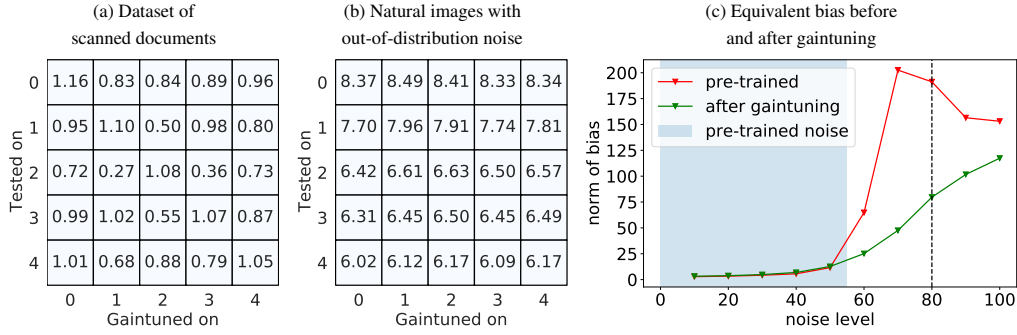 (a) Dataset of
scanned documents
0 1.16 0.83 0.84 0.89 0.96
1 0.95 1.10 0.50 0.98 0.80
2 0.72 0.27 1.08 0.36 0.73
3 0.99 1.02 0.55 1.07 0.87
4 1.01 0.68 0.88 0.79 1.05
0 1 2 3 4
Tested on
Gaintuned on
(b) Natural images with
out-of-distribution noise
0 8.37 8.49 8.41 8.33 8.34
1 7.70 7.96 7.91 7.74 7.81
2 6.42 6.61 6.63 6.50 6.57
3 6.31 6.45 6.50 6.45 6.49
4 6.02 6.12 6.17 6.09 6.17
0 1 2 3 4
Tested on
Gaintuned on
(c) Equivalent bias before
and after gaintuning
200
175
150
125
100
75
50
25
0
norm of bias
pre-trained
after gaintuning
pre-trained noise
0 20 40 60 80 100
noise level